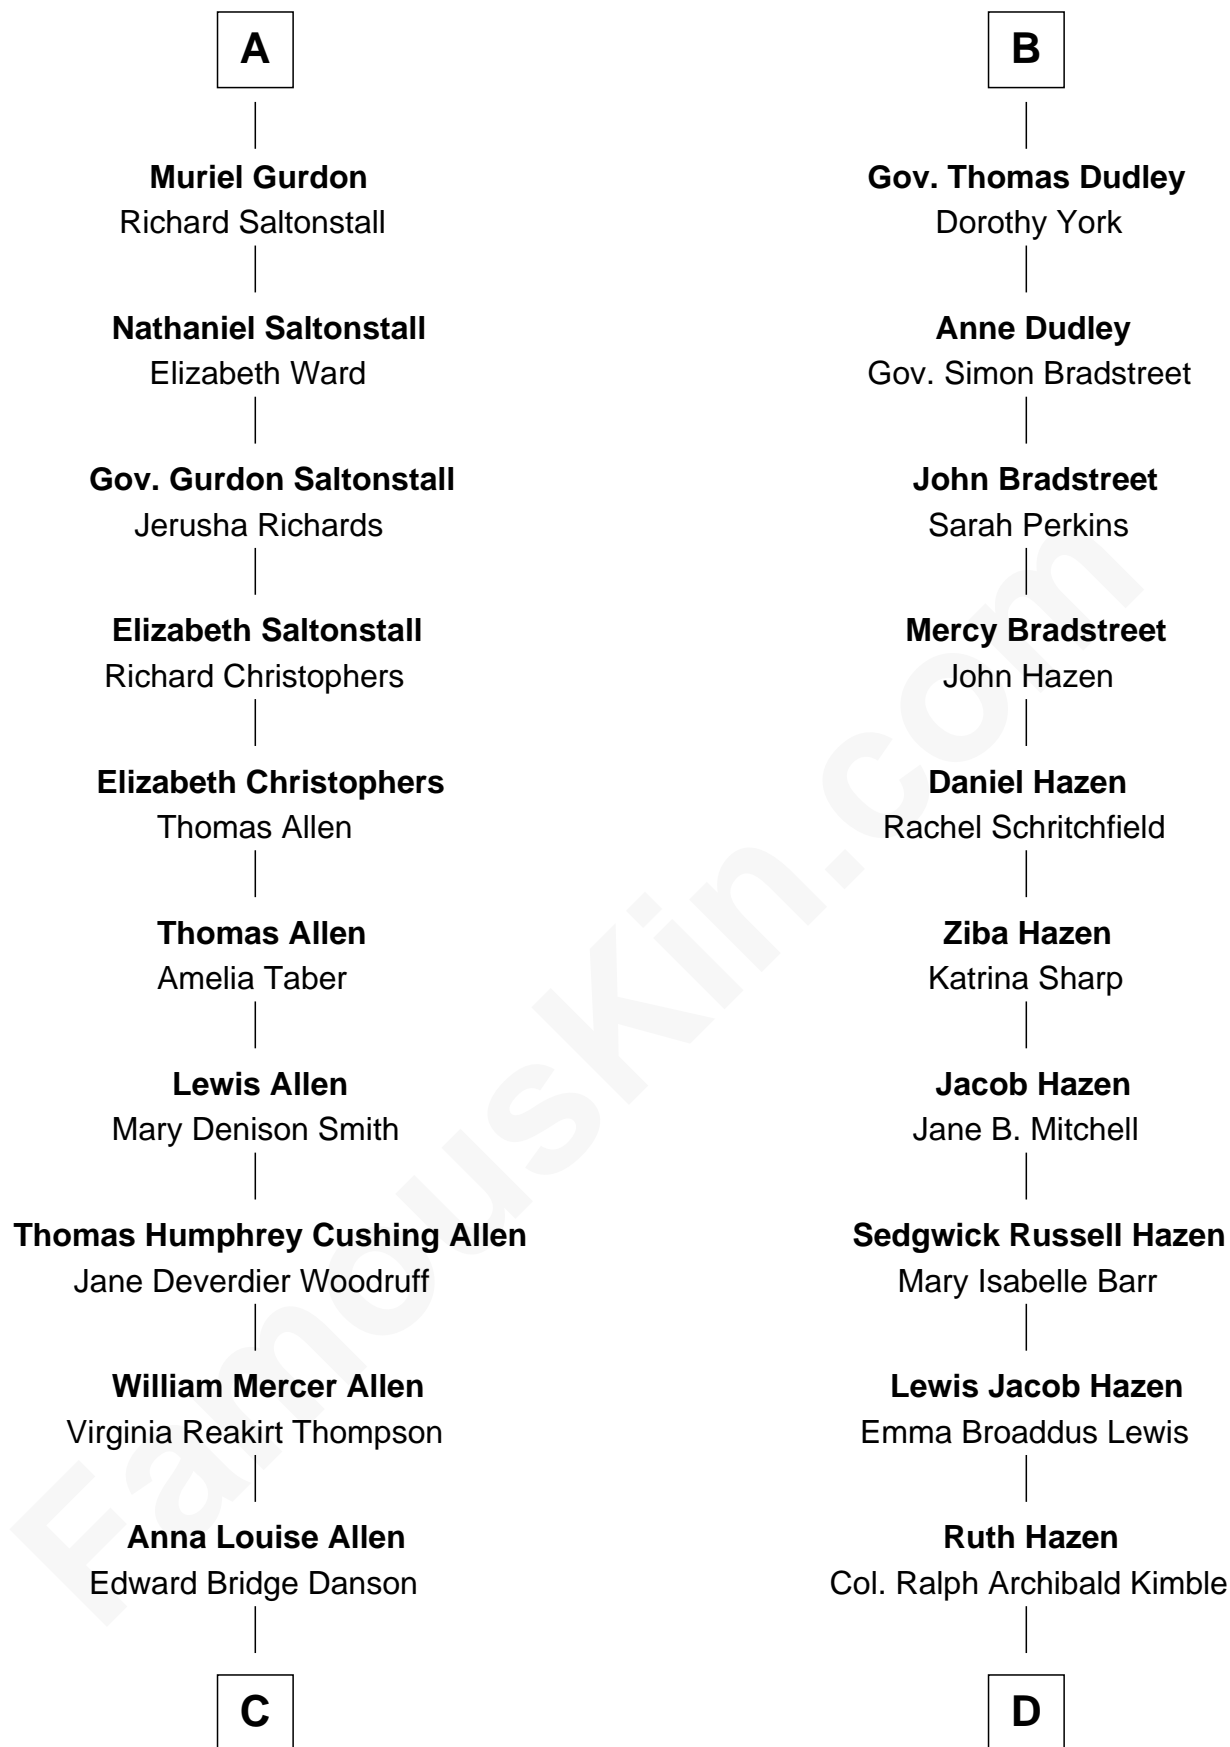 A
Muriel Gurdon
Richard Saltonstall
Nathaniel Saltonstall
Elizabeth Ward
Gov. Gurdon Saltonstall
Jerusha Richards
Elizabeth Saltonstall
Richard Christophers
Elizabeth Christophers
Thomas Allen
Thomas Allen
Amelia Taber
Lewis Allen
Mary Denison Smith
Thomas Humphrey Cushing Allen
Jane Deverdier Woodruff
William Mercer Allen
Virginia Reakirt Thompson
Anna Louise Allen
Edward Bridge Danson
C
B
Gov. Thomas Dudley
Dorothy York
Anne Dudley
Gov. Simon Bradstreet
John Bradstreet
Sarah Perkins
Mercy Bradstreet
John Hazen
Daniel Hazen
Rachel Schritchfield
Ziba Hazen
Katrina Sharp
Jacob Hazen
Jane B. Mitchell
Sedgwick Russell Hazen
Mary Isabelle Barr
Lewis Jacob Hazen
Emma Broaddus Lewis
Ruth Hazen
Col. Ralph Archibald Kimble
D
FamousKin.com